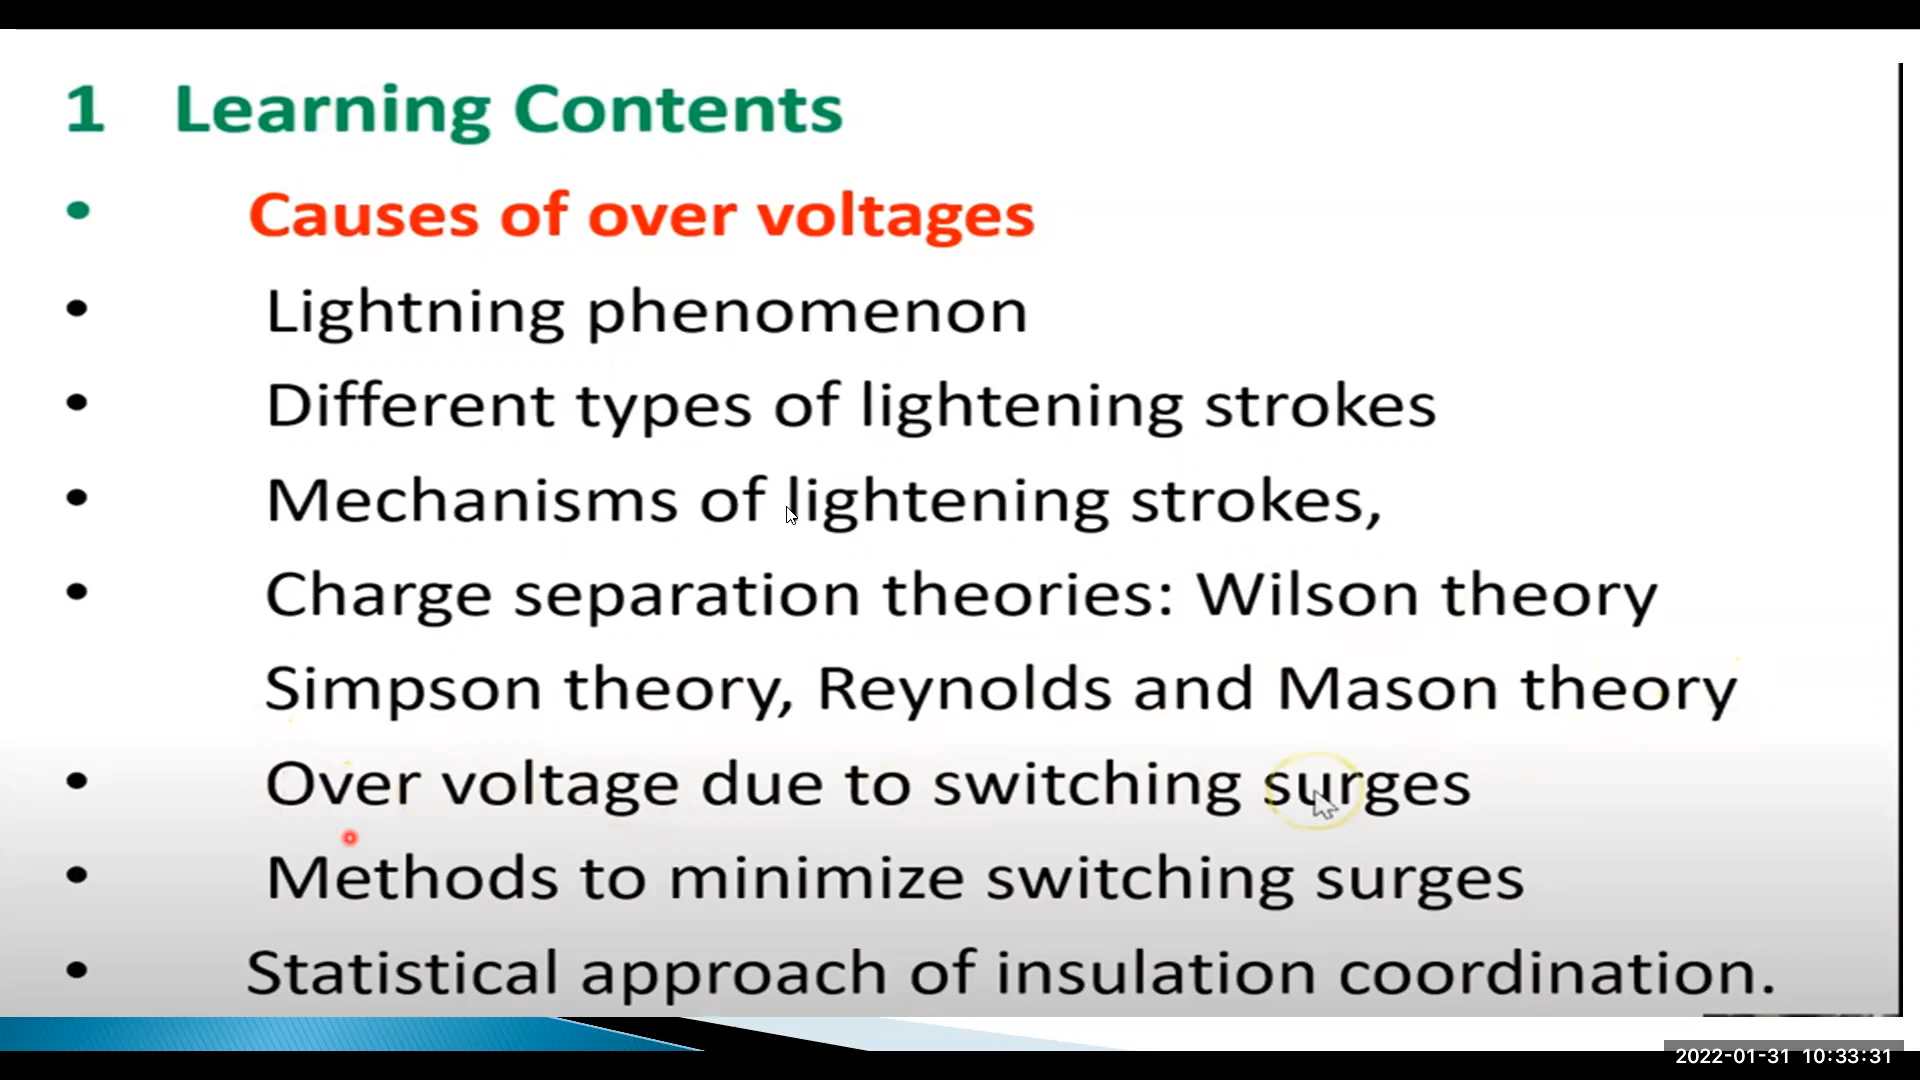 1 Learning Contents
• Causes of over voltages
• Lightning phenomenon
• Different types of lightening strokes
• Mechanisms of lightening strokes,
• Charge separation theories: Wilson theory
Simpson theory, Reynolds and Mason theory
• Over voltage due to switching surges
• Methods to minimize switching surges
• Statistical approach of insulation coordination.
2022-01-31 10:33:31